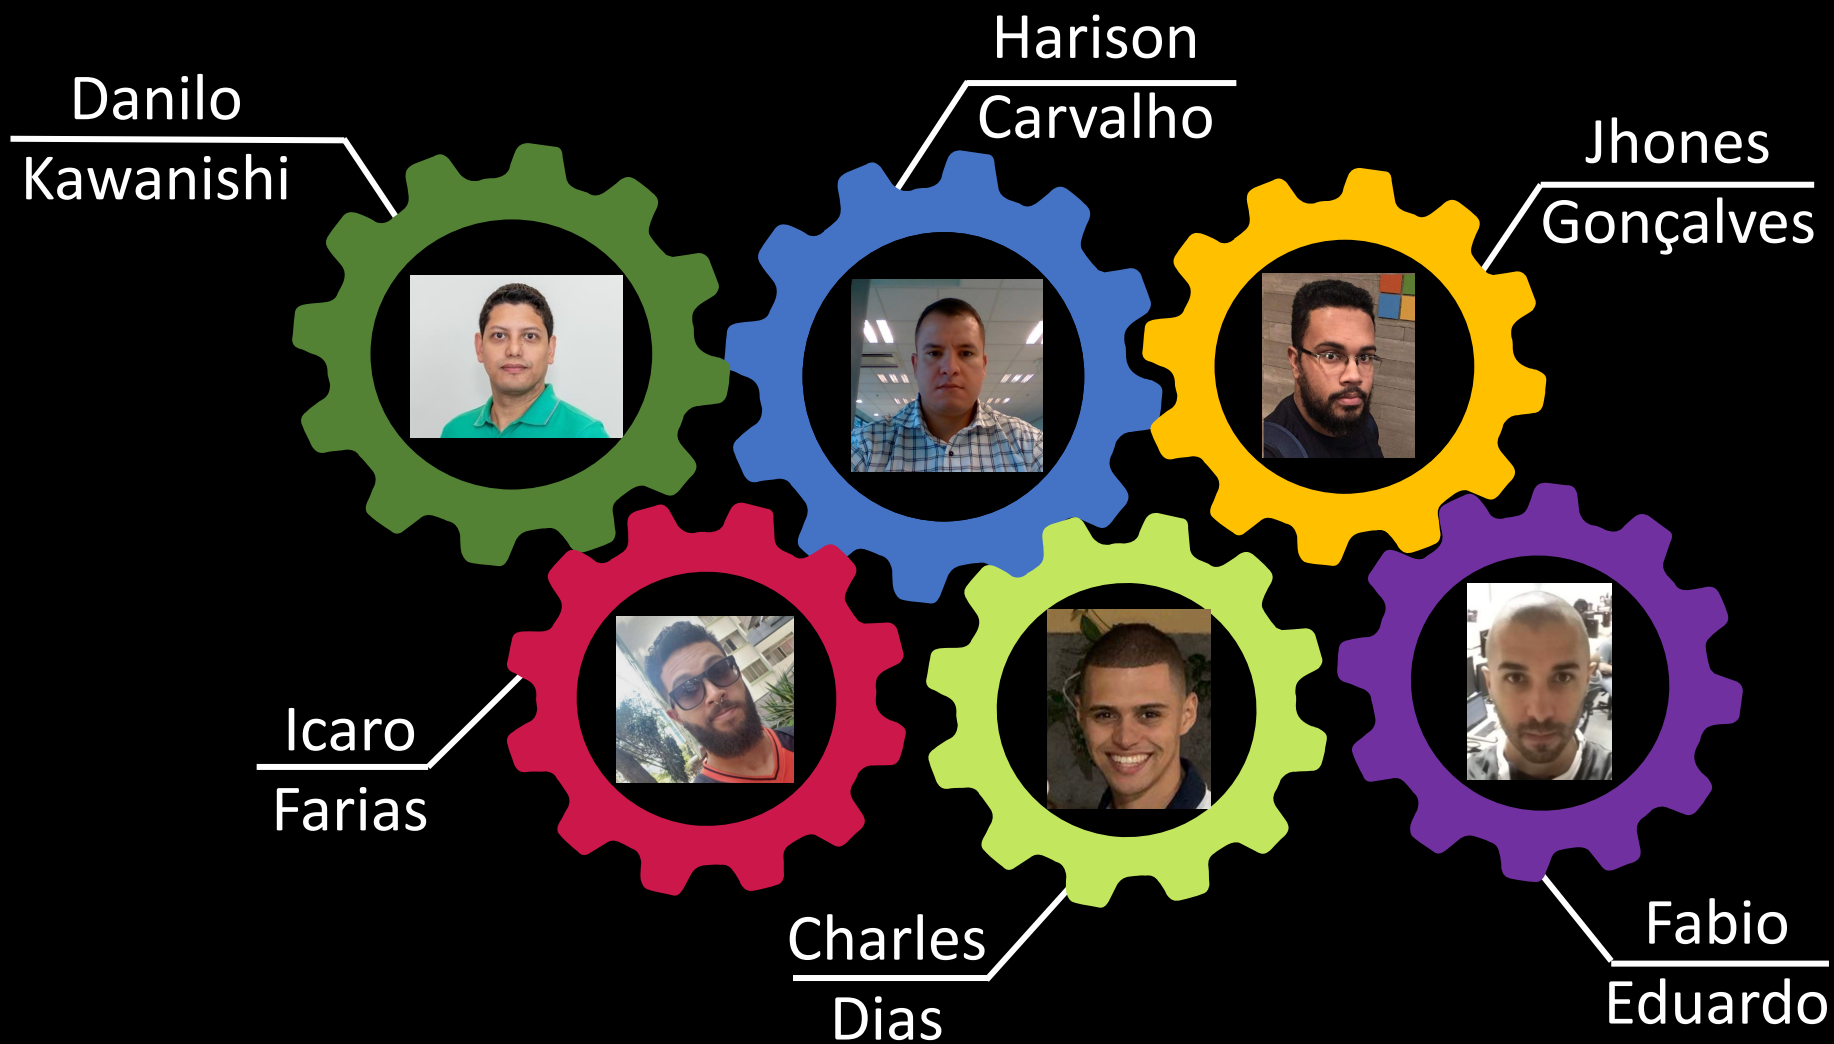 Danilo
Kawanishi
Harison
Carvalho
Jhones
Gonçalves
Icaro
Farias
Charles
Dias
Fabio
Eduardo